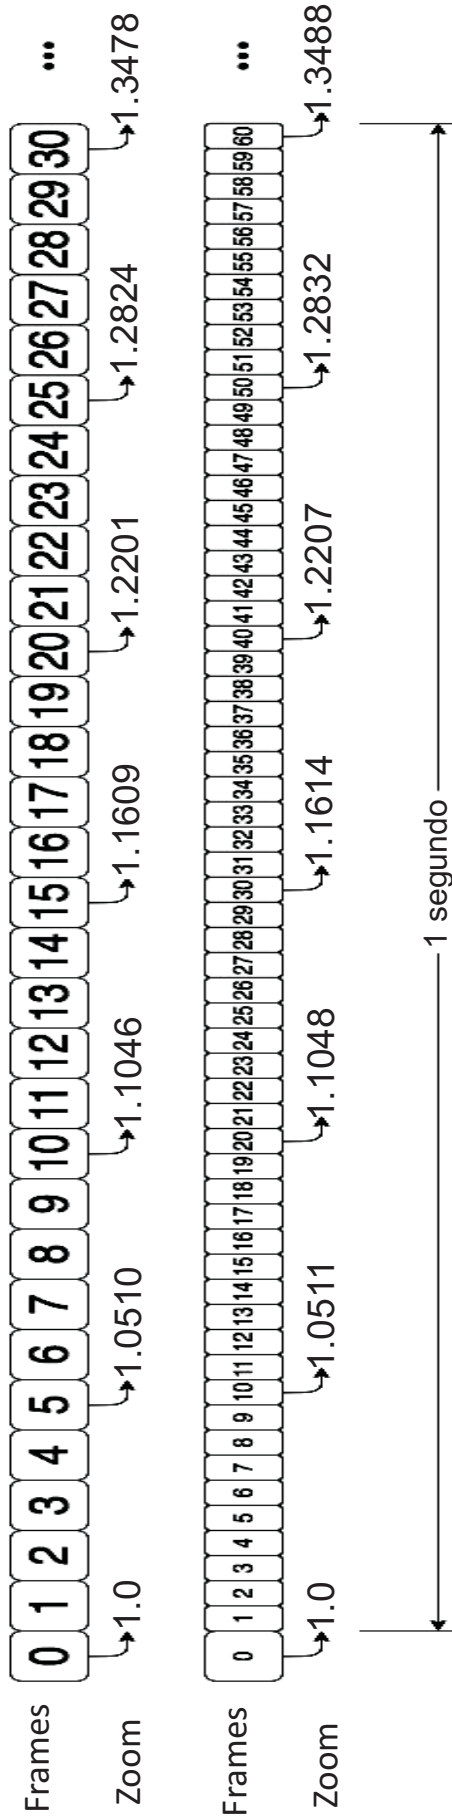 Frames 0 1 2 3 4 5 6 7 8 9 10 11 12 13 14 15 16 17 18 19 20 21 22 23 24 25 26 27 28 29 30 ...
Zoom 1.0 1.0510 1.1046 1.1609 1.2201 1.2824 1.3478
Frames 0 1 2 3 4 5 6 7 8 9 10 11 12 13 14 15 16 17 18 19 20 21 22 23 24 25 26 27 28 29 30 31 32 33 34 35 36 37 38 39 40 41 42 43 44 45 46 47 48 49 50 51 52 53 54 55 56 57 58 59 60 ...
Zoom 1.0 1.0511 1.1048 1.1614 1.2207 1.2832 1.3488
1 segundo